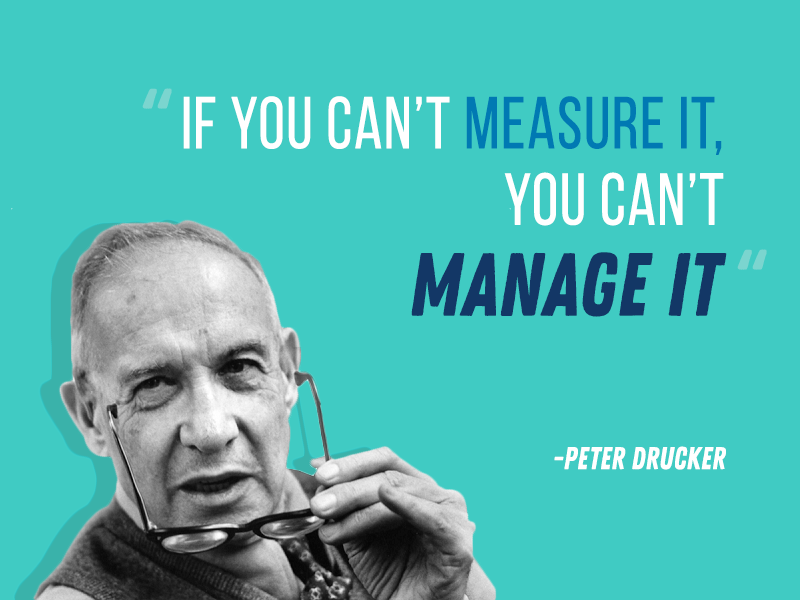 “IF YOU CAN’T MEASURE IT,
YOU CAN’T
MANAGE IT“
-PETER DRUCKER